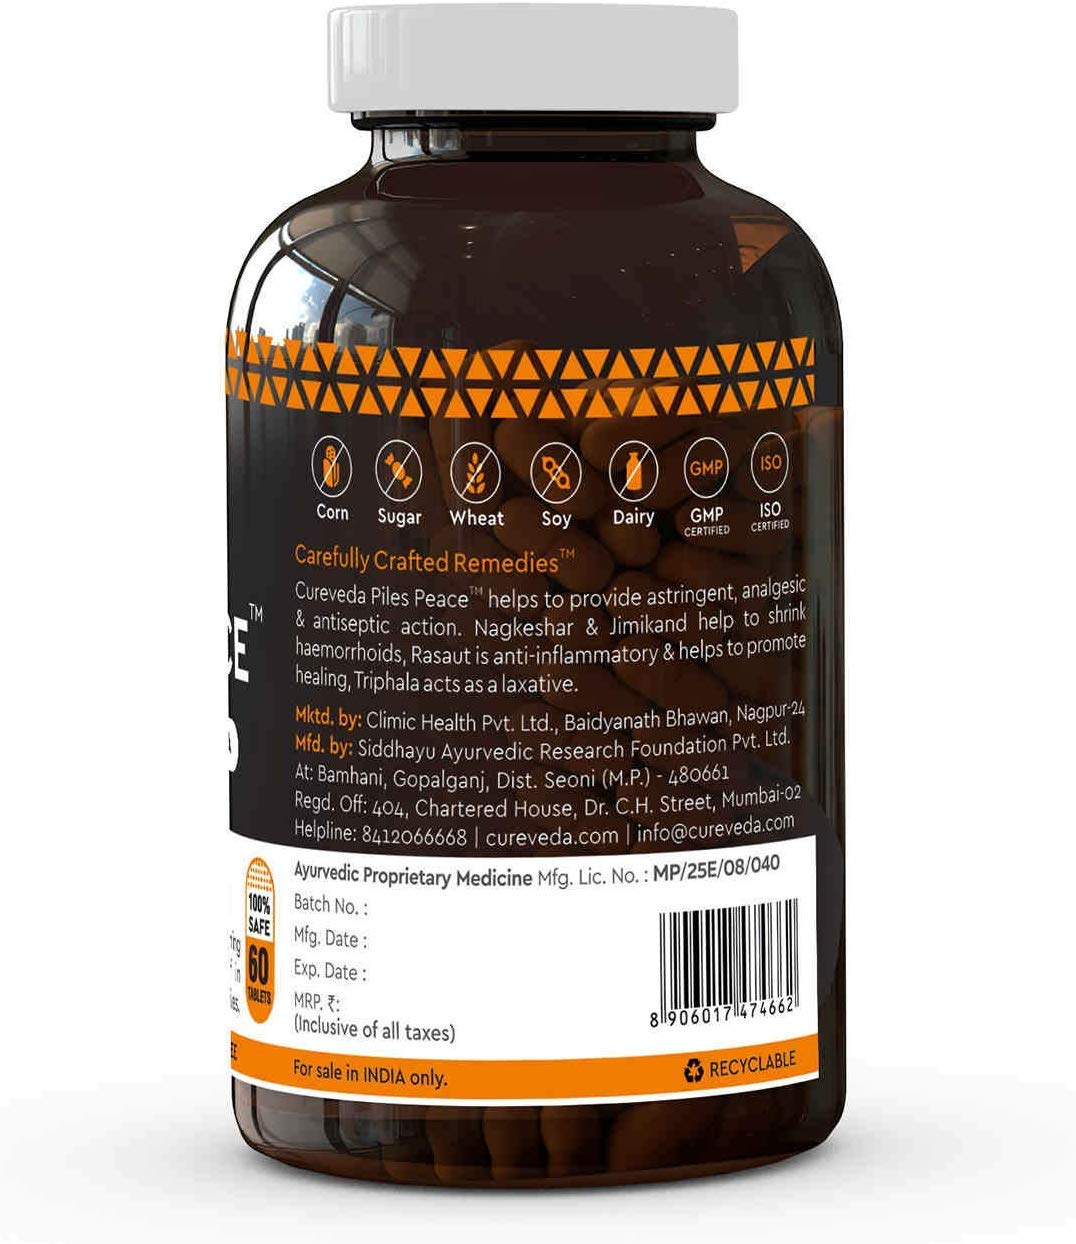 Corn
Sugar
Wheat
Soy
Dairy
GMP
GMP
CERTIFIED
ISO
ISO
CERTIFIED
Carefully Crafted Remedies™
Cureveda Piles Peace™ helps to provide astringent, analgesic
& antiseptic action. Nagkeshar & Jimikand help to shrink
haemorrhoids, Rasaut is anti-inflammatory & helps to promote
healing, Triphala acts as a laxative.
Mktd. by: Climic Health Pvt. Ltd., Baidyanath Bhawan, Nagpur-24
Mfd. by: Siddhayu Ayurvedic Research Foundation Pvt. Ltd.
At: Bamhani, Gopalganj, Dist. Seoni (M.P.) - 480661
Regd. Off: 404, Chartered House, Dr. C.H. Street, Mumbai-02
Helpline: 8412066668 | cureveda.com | info@cureveda.com
Ayurvedic Proprietary Medicine Mfg. Lic. No. : MP/25E/08/040
Batch No. :
Mfg. Date :
Exp. Date :
MRP. ₹:
(Inclusive of all taxes)
8 906017 474662
For sale in INDIA only.
RECYCLABLE
CE™
100%
SAFE
60
TABLETS
in